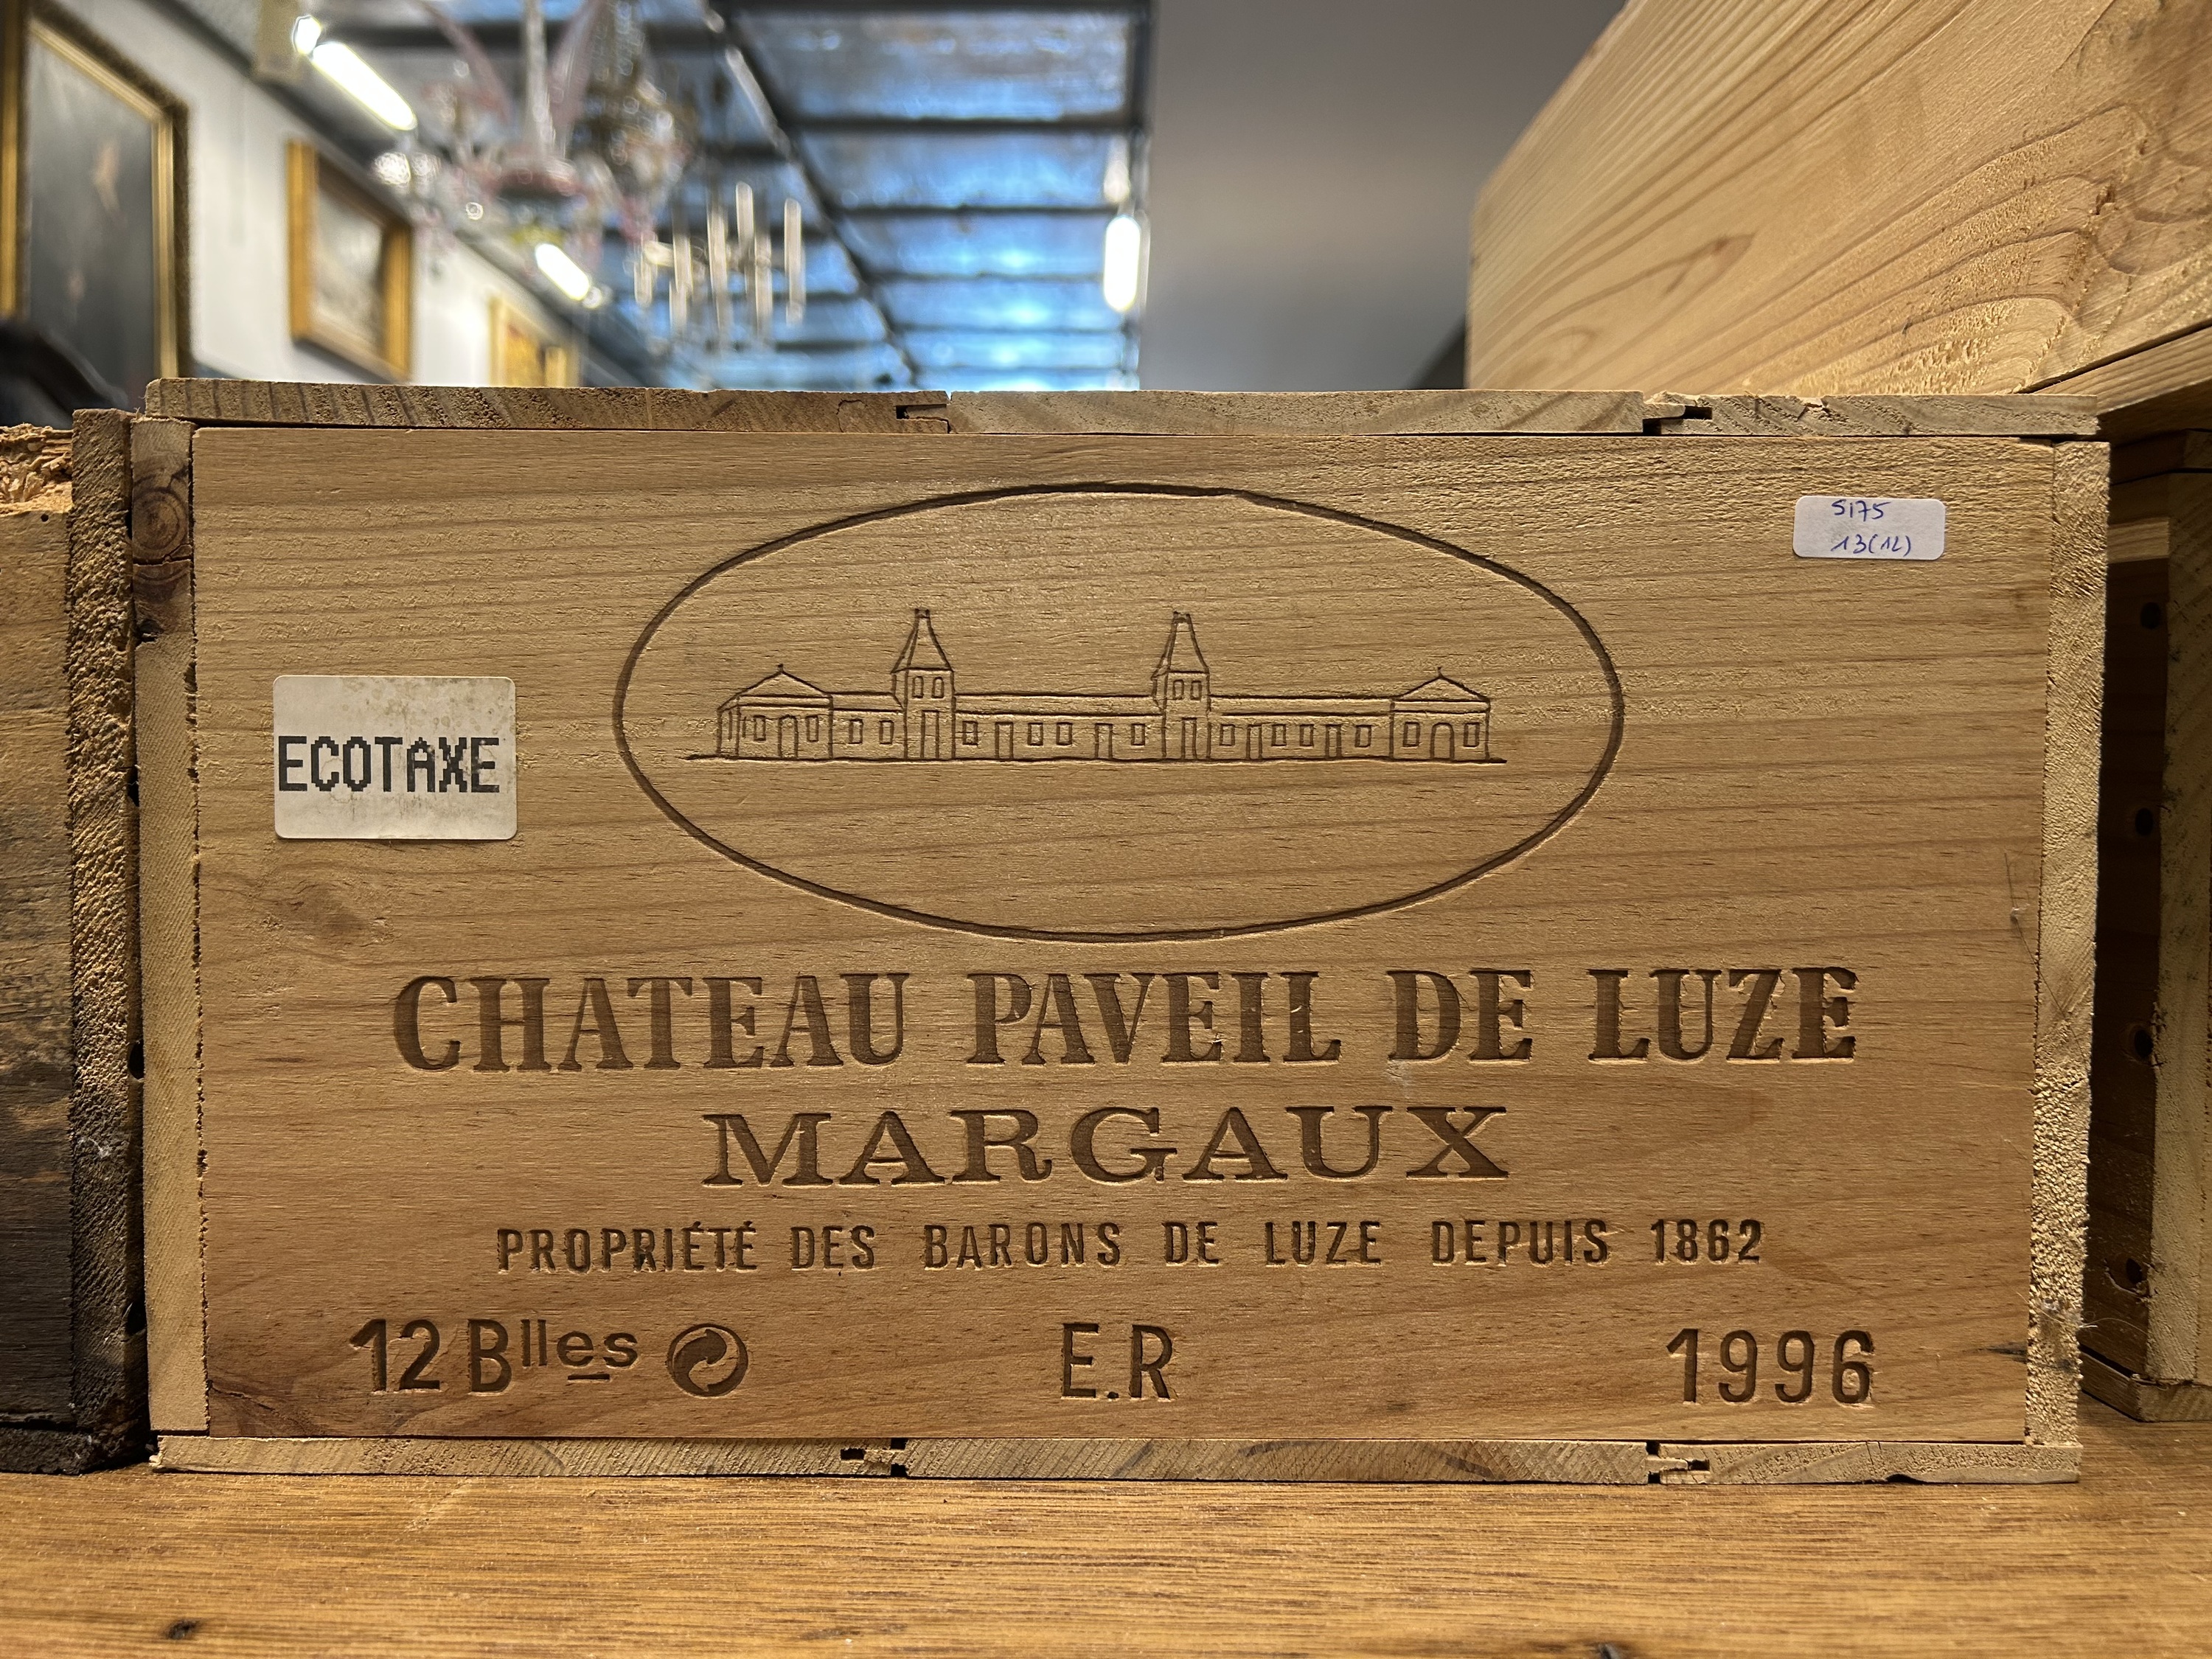 5175
13(12)
ECOTAXE
CHATEAU PAVEIL DE LUZE
MARGAUX
PROPRIÉTÉ DES BARONS DE LUZE DEPUIS 1862
12 Blles E.R 1996